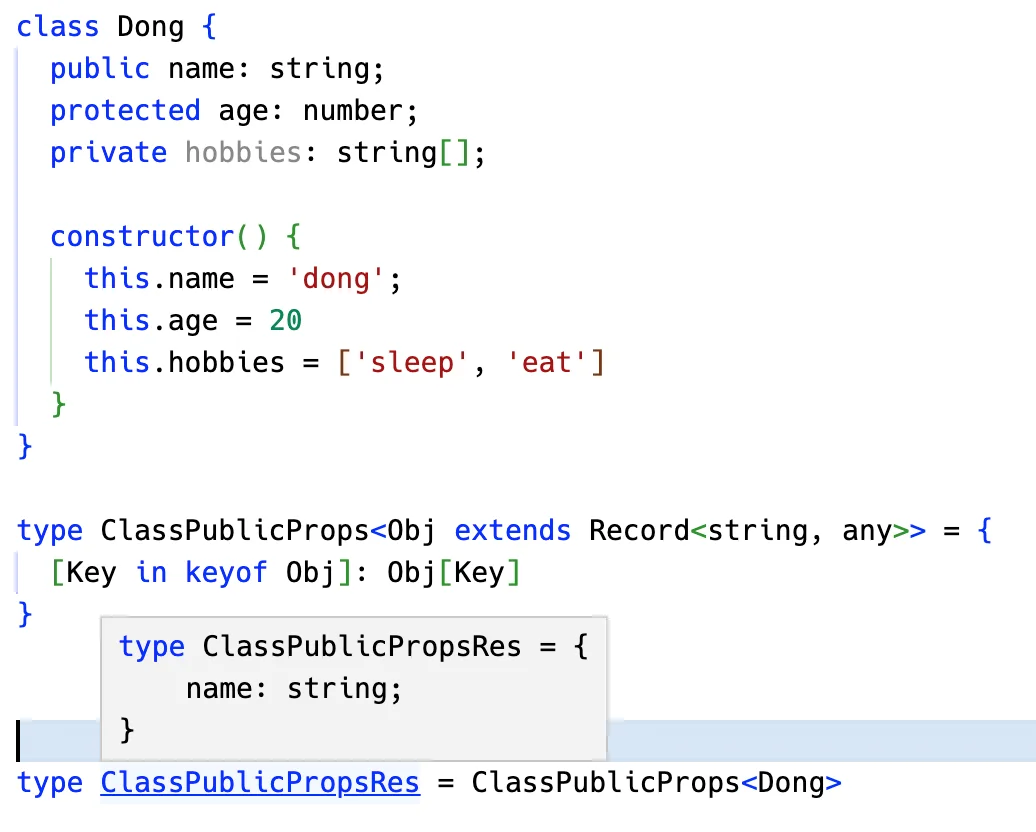 class Dong {
  public name: string;
  protected age: number;
  private hobbies: string[];

  constructor() {
    this.name = 'dong';
    this.age = 20
    this.hobbies = ['sleep', 'eat']
  }
}

type ClassPublicProps<Obj extends Record<string, any>> = {
  [Key in keyof Obj]: Obj[Key]
}
type ClassPublicPropsRes = {
    name: string;
}
type ClassPublicPropsRes = ClassPublicProps<Dong>